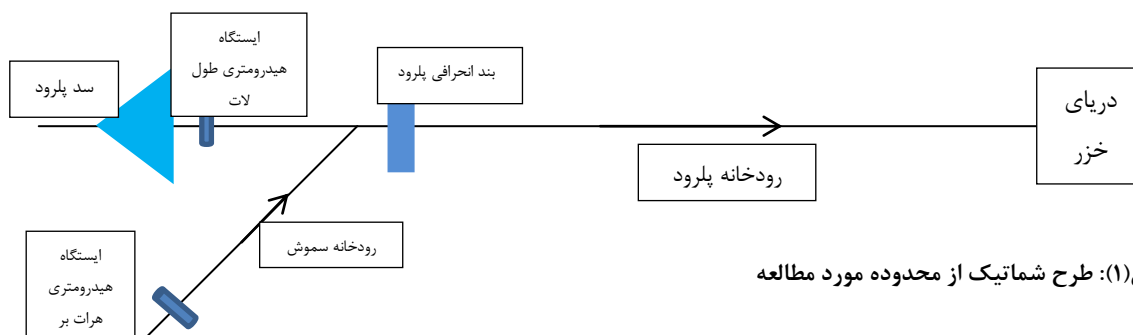 ایستگاه
هیدرومتری طول
لات
سد پلرود
بند انحرافی پلرود
دریای
خزر
رودخانه پلرود
رودخانه سموش
ایستگاه
هیدرومتری
هرات بر
(۱): طرح شماتیک از محدوده مورد مطالعه